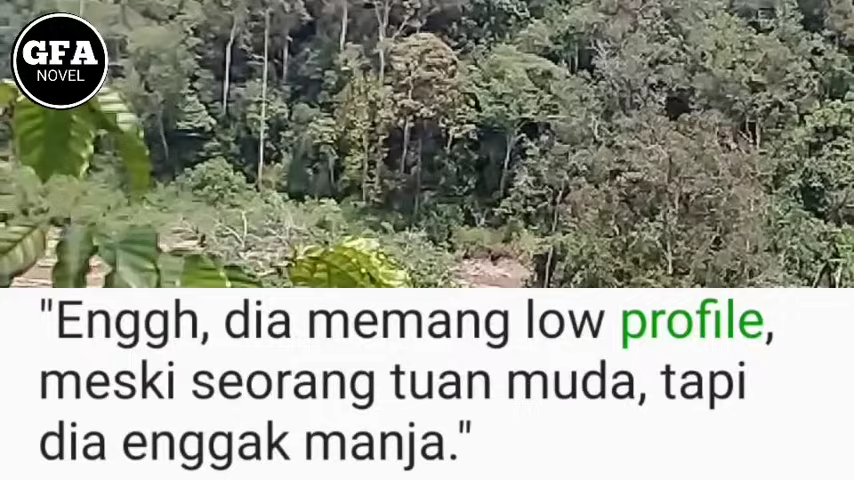 GFA
NOVEL
"Enggh, dia memang low profile,
meski seorang tuan muda, tapi
dia enggak manja."